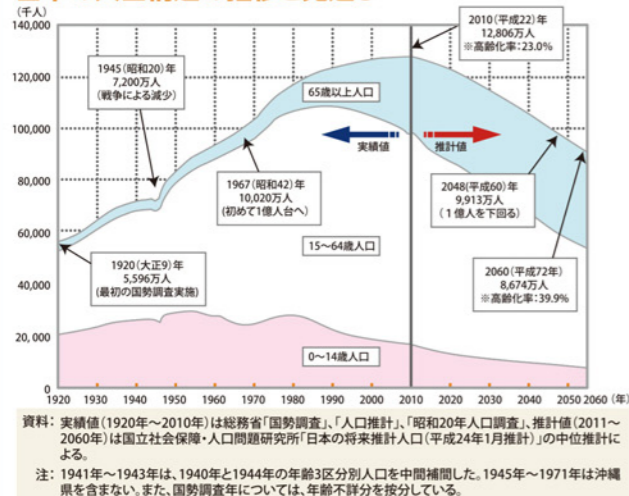 (千人)
140,000
120,000
100,000
80,000
60,000
40,000
20,000
0
1945(昭和20)年
7,200万人
(戦争による減少)
2010(平成22)年
12,806万人
※高齢化率:23.0%
65歳以上人口
実績値
推計値
1967(昭和42)年
10,020万人
(初めて1億人台へ)
2048(平成60)年
9,913万人
(1億人を下回る)
15〜64歳人口
1920(大正9)年
5,596万人
(最初の国勢調査実施)
2060(平成72年)
8,674万人
※高齢化率:39.9%
0〜14歳人口
1920 1930 1940 1950 1960 1970 1980 1990 2000 2010 2020 2030 2040 2050 2060(年)
資料: 実績値(1920年〜2010年)は総務省「国勢調査」、「人口推計」、「昭和20年人口調査」、推計値(2011〜
2060年)は国立社会保障・人口問題研究所「日本の将来推計人口(平成24年1月推計)」の中位推計に
よる。
注: 1941年〜1943年は、1940年と1944年の年齢3区分別人口を中間補間した。1945年〜1971年は沖縄
県を含まない。また、国勢調査年については、年齢不詳分を按分している。